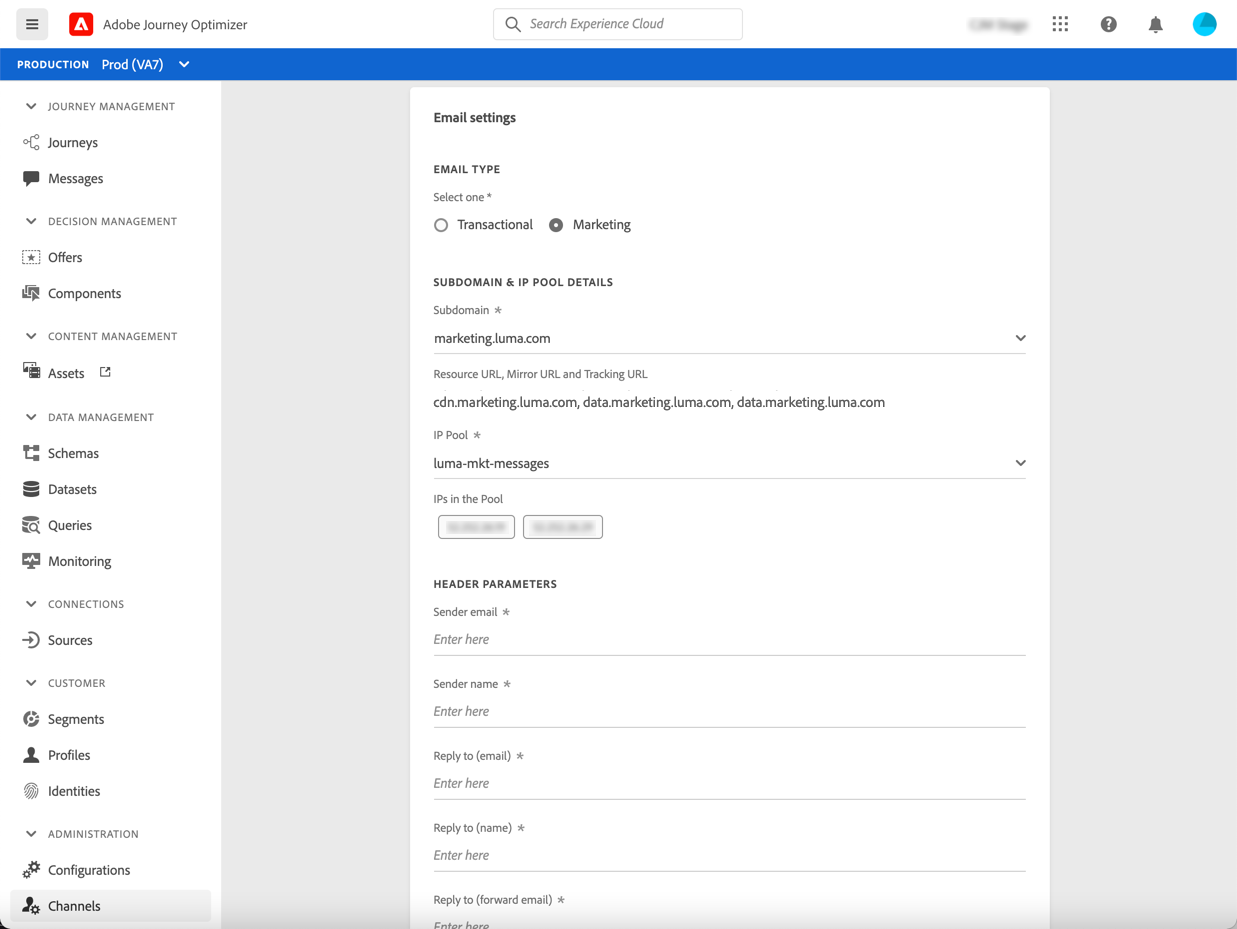 Adobe Journey Optimizer
Search Experience Cloud
PRODUCTION Prod (VA7)
JOURNEY MANAGEMENT
Journeys
Messages
DECISION MANAGEMENT
Offers
Components
CONTENT MANAGEMENT
Assets
DATA MANAGEMENT
Schemas
Datasets
Queries
Monitoring
CONNECTIONS
Sources
CUSTOMER
Segments
Profiles
Identities
ADMINISTRATION
Configurations
Channels
Email settings
EMAIL TYPE
Select one *
Transactional Marketing
SUBDOMAIN & IP POOL DETAILS
Subdomain *
marketing.luma.com
Resource URL, Mirror URL and Tracking URL
cdn.marketing.luma.com, data.marketing.luma.com, data.marketing.luma.com
IP Pool *
luma-mkt-messages
IPs in the Pool
HEADER PARAMETERS
Sender email *
Enter here
Sender name *
Enter here
Reply to (email) *
Enter here
Reply to (name) *
Enter here
Reply to (forward email) *
Enter here